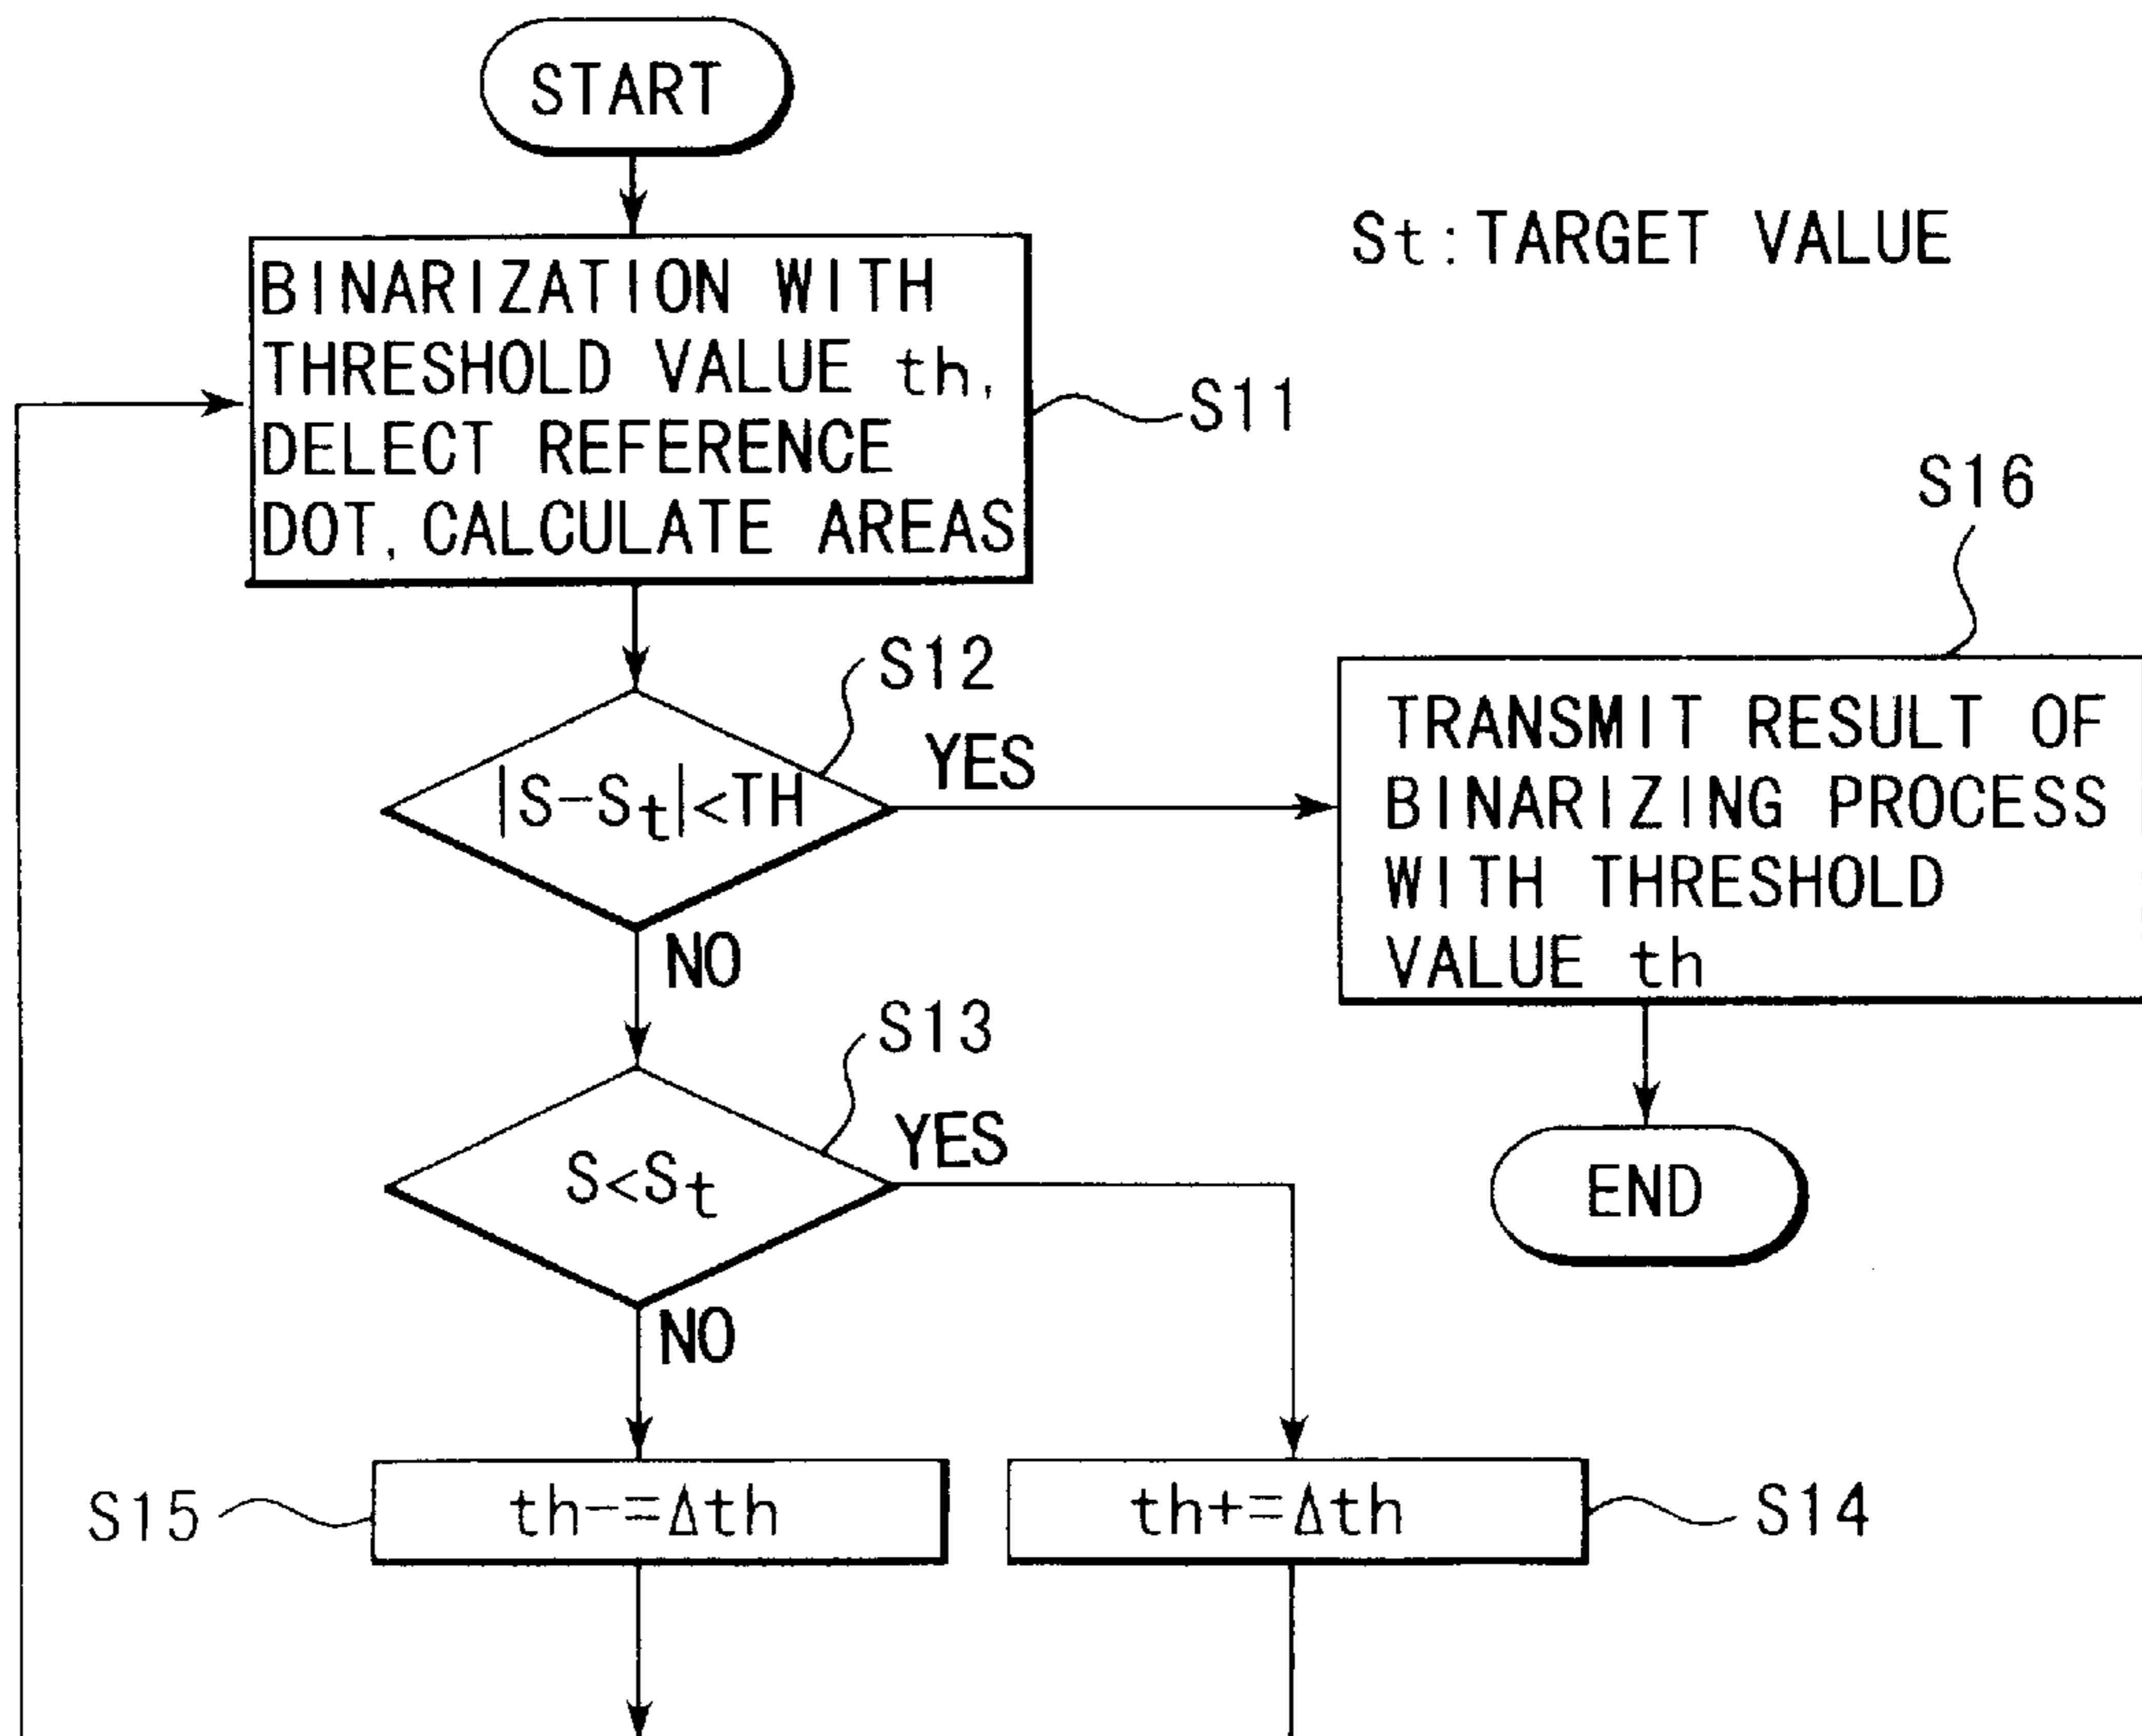 START
St:TARGET VALUE
BINARIZATION WITH
THRESHOLD VALUE th,
DELECT REFERENCE
DOT, CALCULATE AREAS
S11
S16
S12
|S-St|<TH
YES
NO
TRANSMIT RESULT OF
BINARIZING PROCESS
WITH THRESHOLD
VALUE th
S13
S<St
YES
NO
END
S15
th-=Δth
th+=Δth
S14